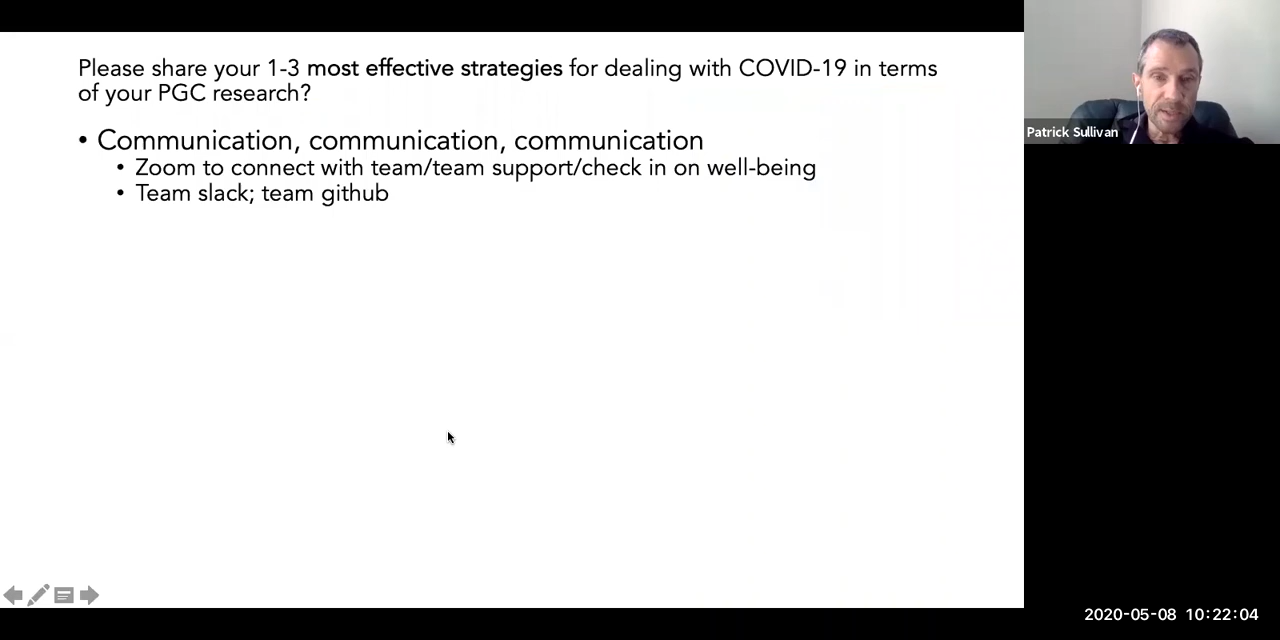 Please share your 1-3 most effective strategies for dealing with COVID-19 in terms
of your PGC research?
• Communication, communication, communication
• Zoom to connect with team/team support/check in on well-being
• Team slack; team github
Patrick Sullivan
2020-05-08 10:22:04